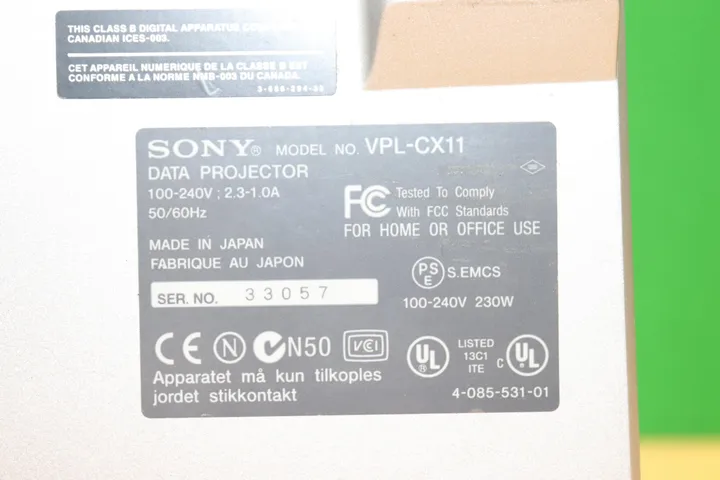 THIS CLASS B DIGITAL APPARATUS
CANADIAN ICES-003.
CET APPAREIL NUMERIQUE DE LA CLASSE B EST
CONFORME A LA NORME NMB-003 DU CANADA.
SONY® MODEL NO. VPL-CX11
DATA PROJECTOR
100-240V ; 2.3-1.0A
50/60Hz
FC Tested To Comply
With FCC Standards
FOR HOME OR OFFICE USE
MADE IN JAPAN
FABRIQUE AU JAPON
PSE S.EMCS
SER. NO. 33057
100-240V 230W
CE N N50 VCI
UL® LISTED 13C1 ITE C UL
Apparatet må kun tilkoples
jordet stikkontakt
4-085-531-01